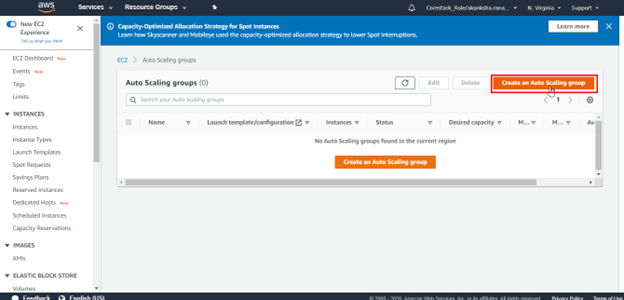 aws
Services
Resource Groups
Corestack_Role/akanksha.rana...
N. Virginia
Support
New EC2
Experience
Tell us what you think
Capacity-Optimized Allocation Strategy for Spot Instances
Learn how Skyscanner and Mobileye used the capacity-optimized allocation strategy to lower Spot interruptions.
Learn more
EC2 Dashboard New
Events New
Tags
Limits
INSTANCES
Instances
Instance Types
Launch Templates
Spot Requests
Savings Plans
Reserved Instances
Dedicated Hosts New
Scheduled Instances
Capacity Reservations
IMAGES
AMIs
ELASTIC BLOCK STORE
Volumes
EC2 > Auto Scaling groups
Auto Scaling groups (0)
Edit
Delete
Create an Auto Scaling group
Search your Auto Scaling groups
1
Name
Launch template/configuration
Instances
Status
Desired capacity
M...
M...
Av
No Auto Scaling groups found in the current region
Create an Auto Scaling group
Feedback
English (US)
© 2008 - 2020, Amazon Web Services, Inc. or its affiliates. All rights reserved.
Privacy Policy
Terms of Use